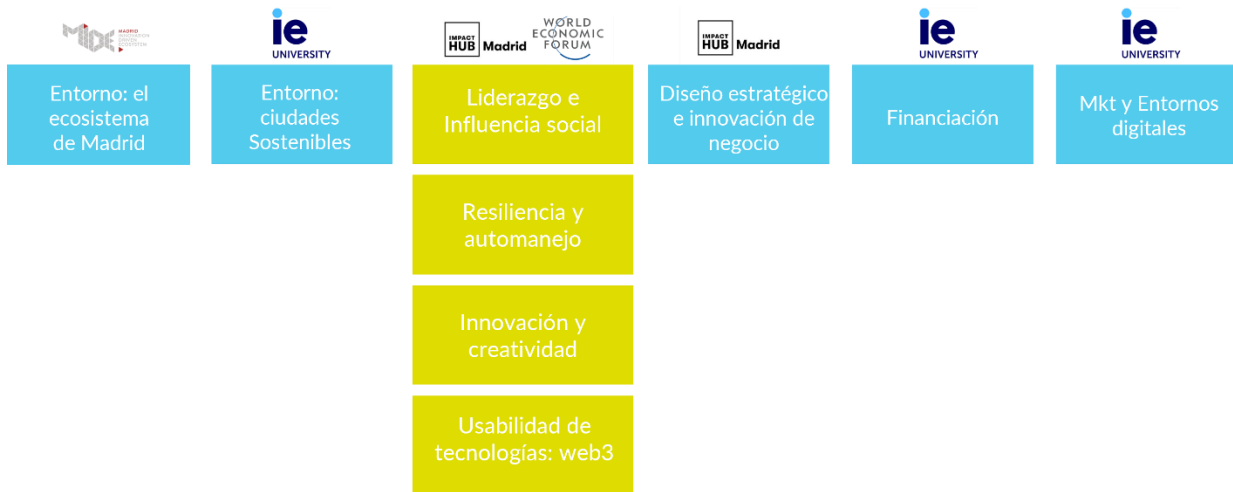 MIDE
MADRID
INNOVATION
DRIVEN
ECOSYSTEM
ie
UNIVERSITY
IMPACT
HUB Madrid
WORLD
ECONOMIC
FORUM
IMPACT
HUB Madrid
ie
UNIVERSITY
ie
UNIVERSITY
Entorno: el
ecosistema
de Madrid
Entorno:
ciudades
Sostenibles
Liderazgo e
Influencia social
Diseño estratégico
e innovación de
negocio
Financiación
Mkt y Entornos
digitales
Resiliencia y
automanejo
Innovación y
creatividad
Usabilidad de
tecnologías: web3